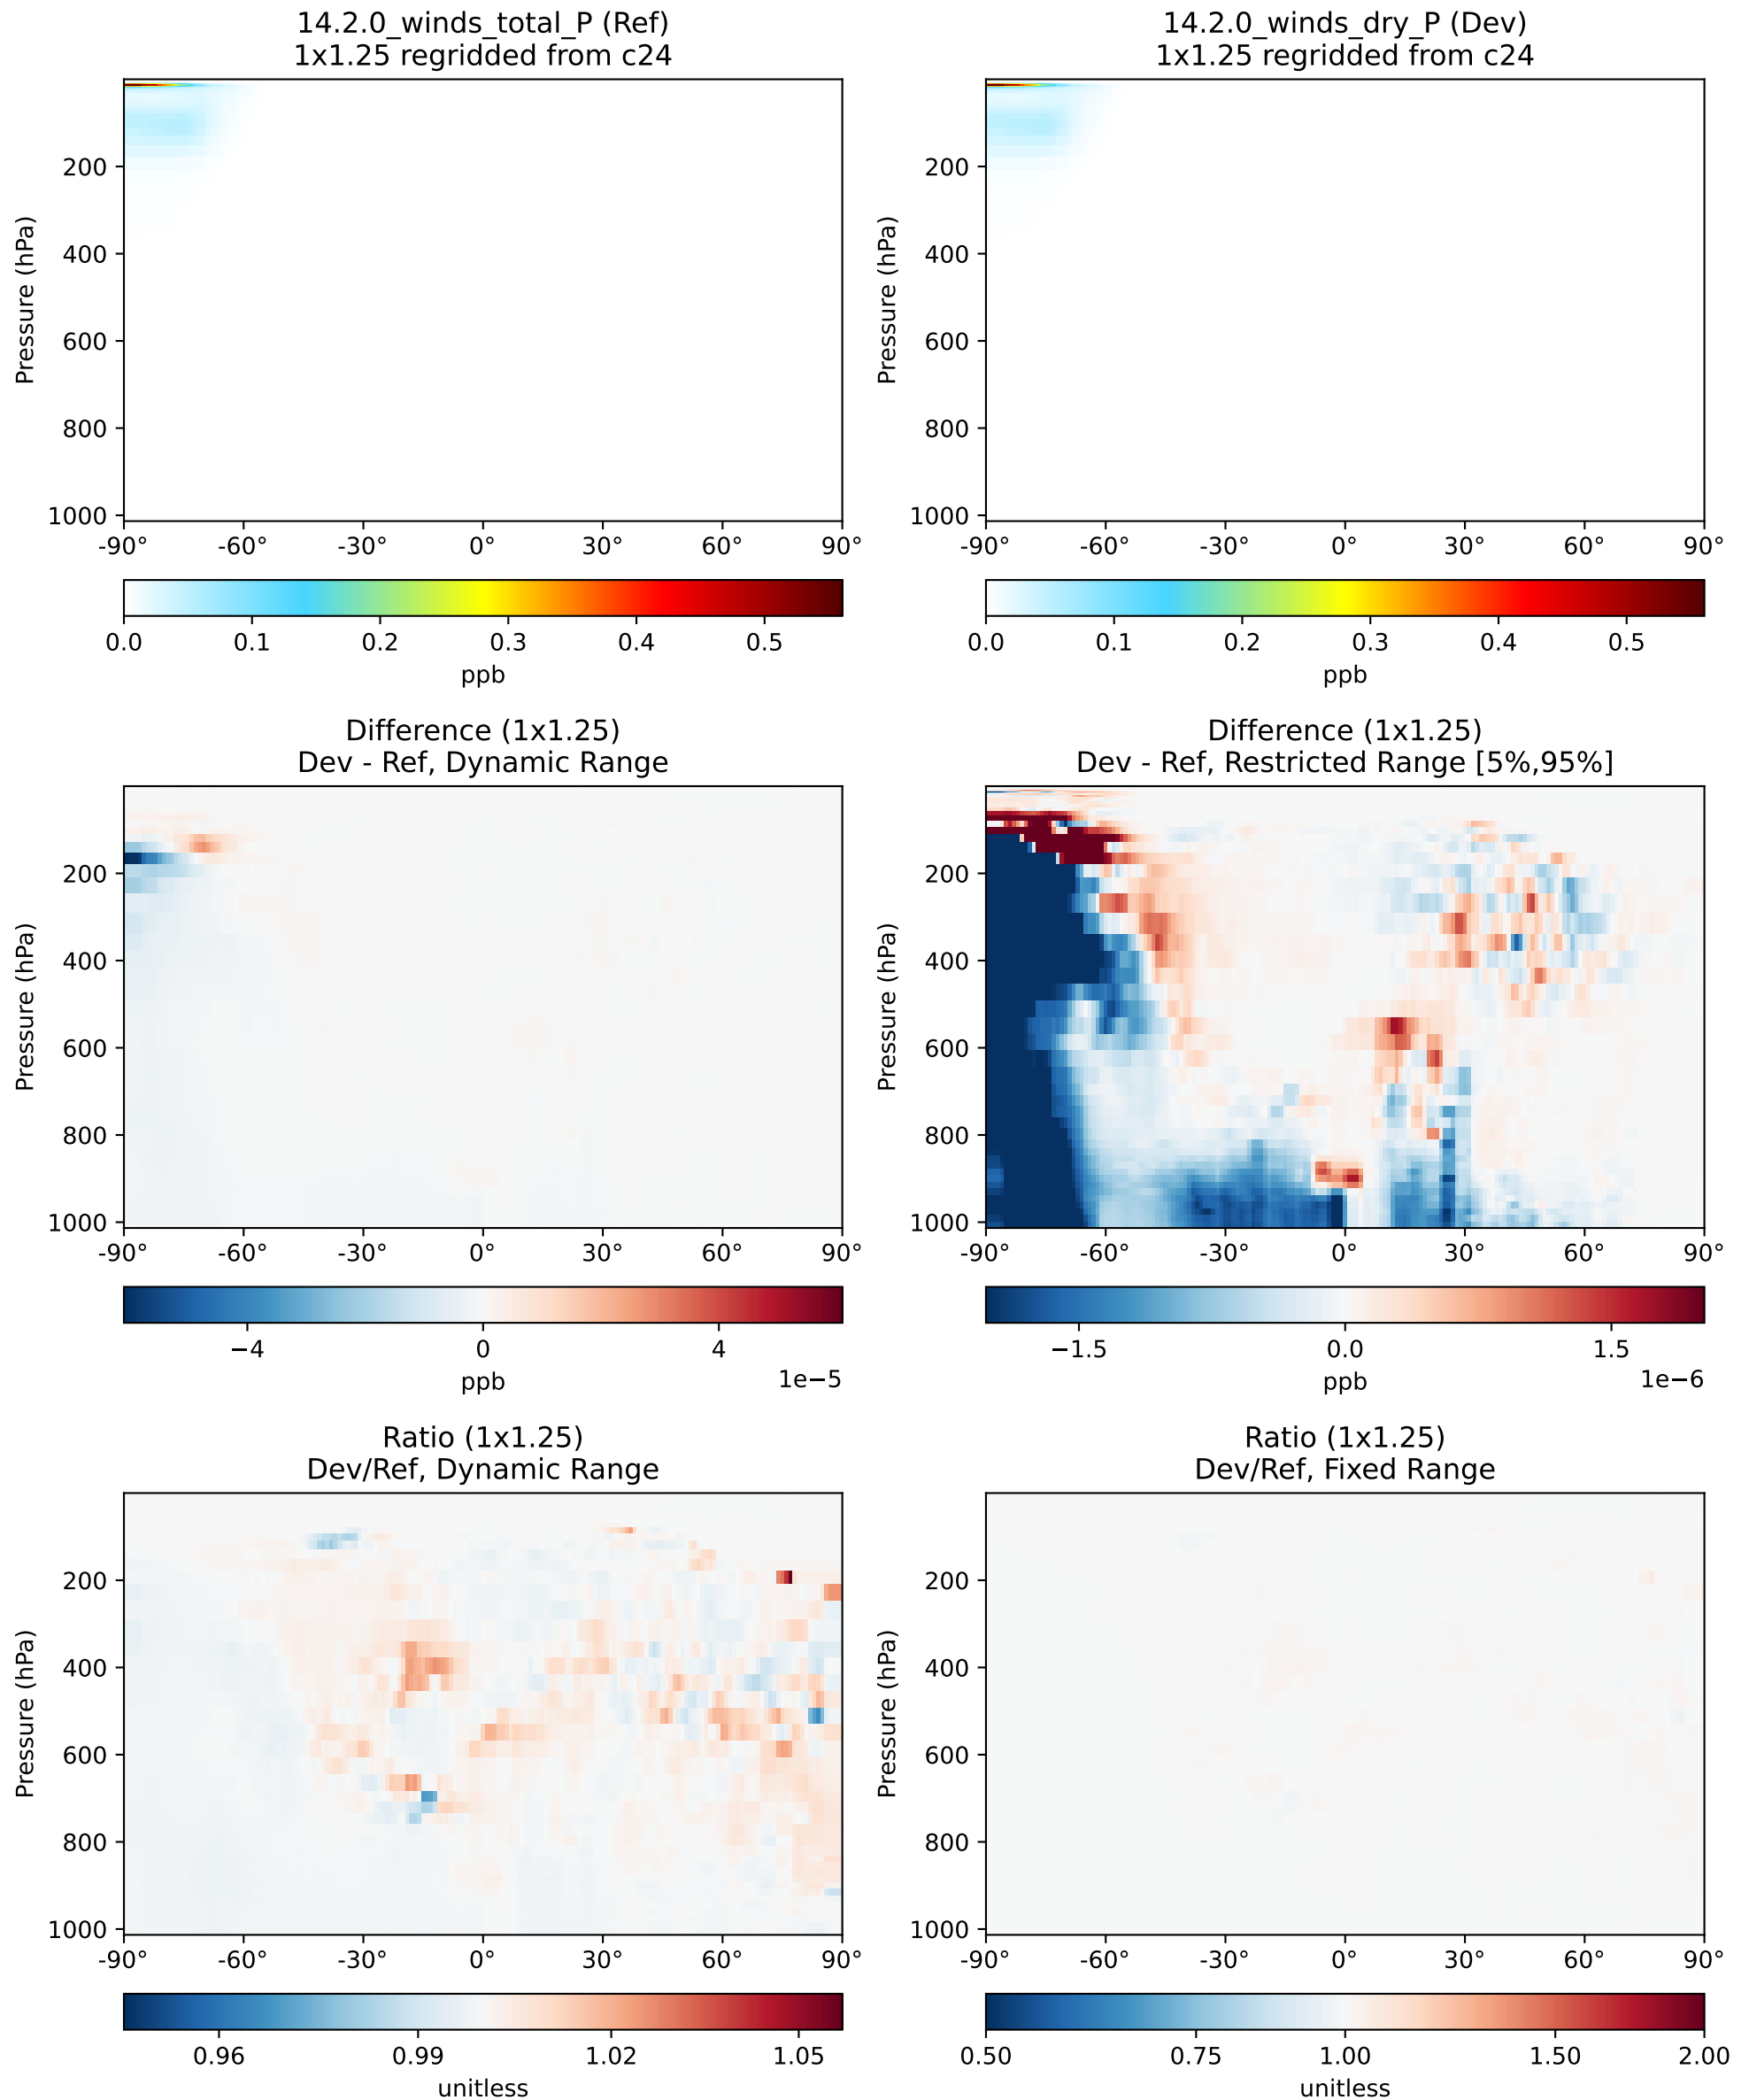 14.2.0_winds_total_P (Ref)
1x1.25 regridded from c24
Pressure (hPa)
200
400
600
800
1000
-90° -60° -30° 0° 30° 60° 90°
0.0 0.1 0.2 0.3 0.4 0.5
ppb
14.2.0_winds_dry_P (Dev)
1x1.25 regridded from c24
Pressure (hPa)
200
400
600
800
1000
-90° -60° -30° 0° 30° 60° 90°
0.0 0.1 0.2 0.3 0.4 0.5
ppb
Difference (1x1.25)
Dev - Ref, Dynamic Range
Pressure (hPa)
200
400
600
800
1000
-90° -60° -30° 0° 30° 60° 90°
−4 0 4
ppb 1e−5
Difference (1x1.25)
Dev - Ref, Restricted Range [5%,95%]
Pressure (hPa)
200
400
600
800
1000
-90° -60° -30° 0° 30° 60° 90°
−1.5 0.0 1.5
ppb 1e−6
Ratio (1x1.25)
Dev/Ref, Dynamic Range
Pressure (hPa)
200
400
600
800
1000
-90° -60° -30° 0° 30° 60° 90°
0.96 0.99 1.02 1.05
unitless
Ratio (1x1.25)
Dev/Ref, Fixed Range
Pressure (hPa)
200
400
600
800
1000
-90° -60° -30° 0° 30° 60° 90°
0.50 0.75 1.00 1.50 2.00
unitless